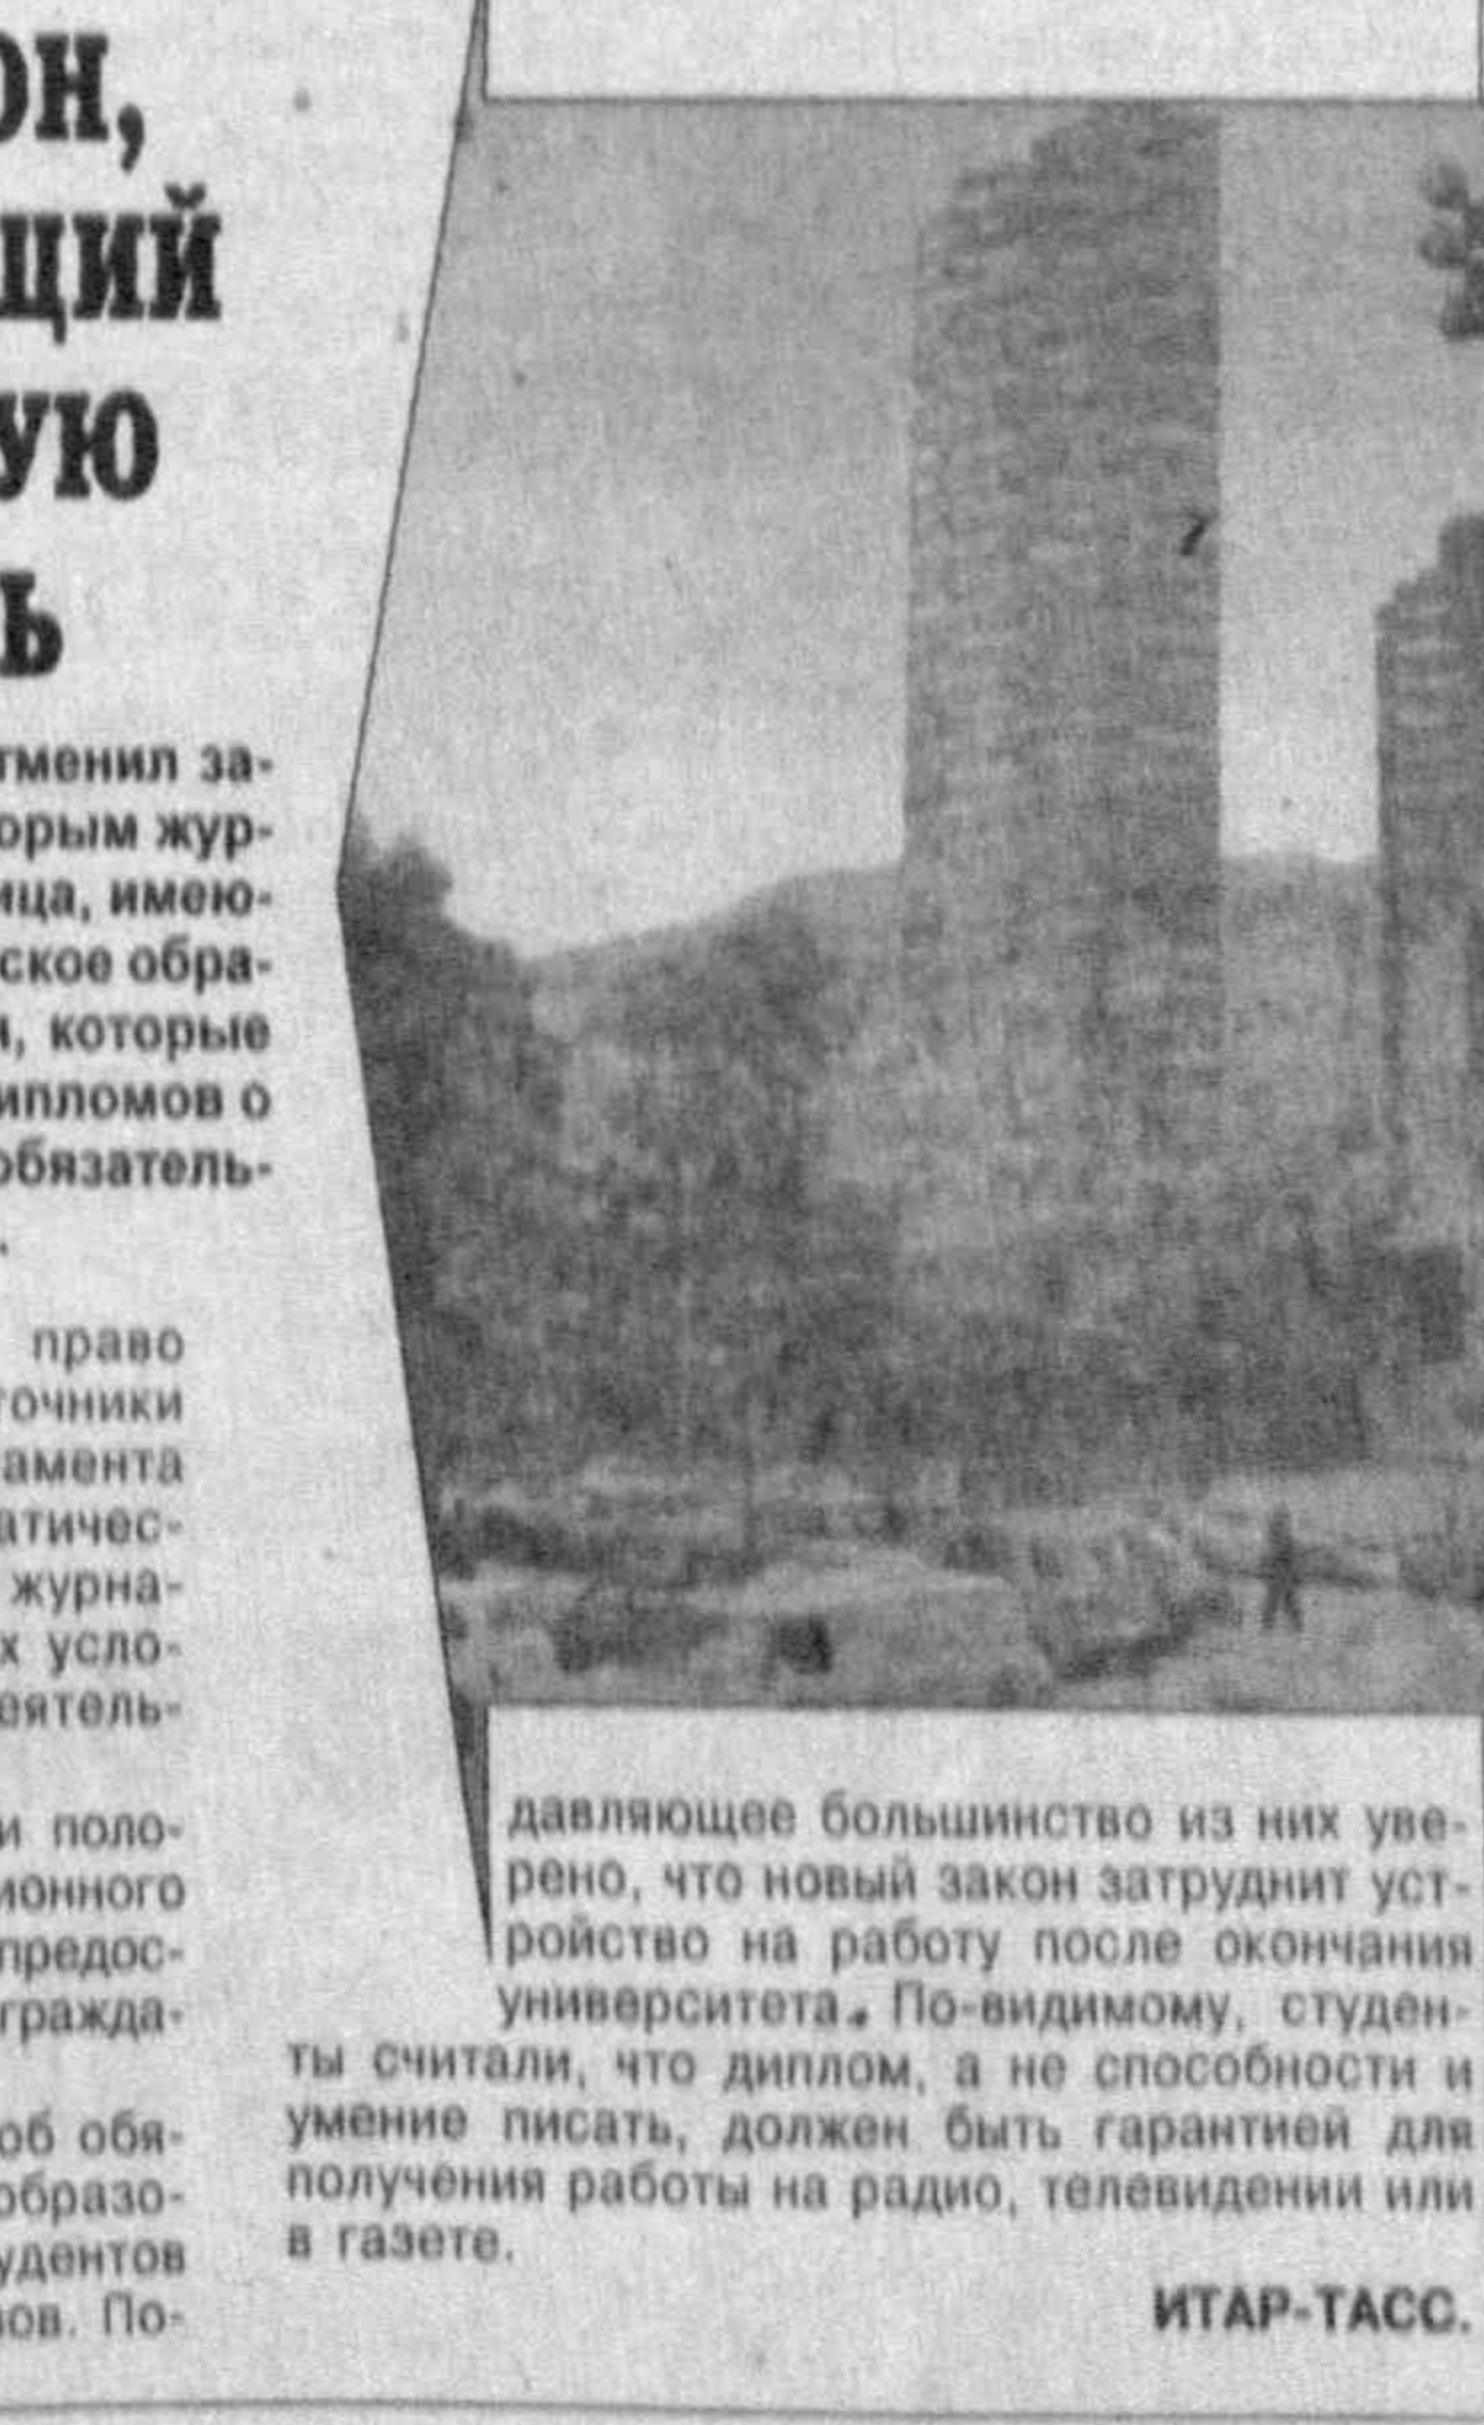 он,
щий
ую
ь
тменил за-
орым жур-
ица, имею-
ское обра-
и, которые
ипломов о
обязатель-
.
право
точники
амента
атичес-
журна-
х усло-
еятель-
и поло-
ионного
предос-
гражда-
об обя-
образо-
удентов
зов. По-
давляющее большинство из них уве-
рено, что новый закон затруднит уст-
ройство на работу после окончания
университета. По-видимому, студен-
ты считали, что диплом, а не способности и
умение писать, должен быть гарантией для
получения работы на радио, телевидении или
в газете.
ИТАР-ТАСС.